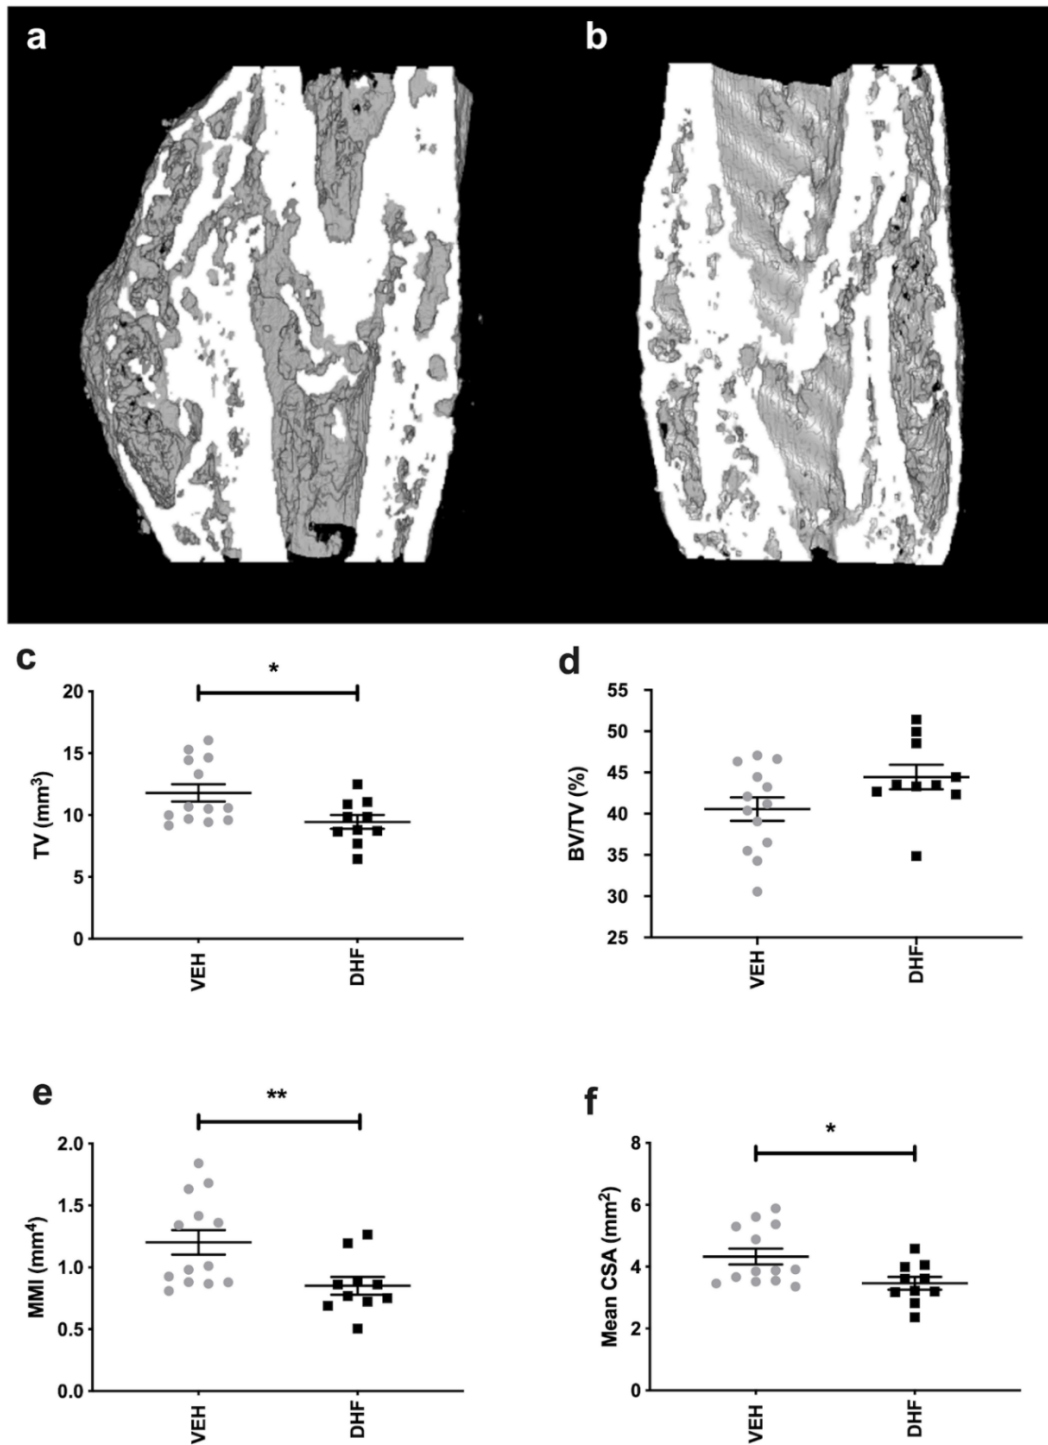 a
b
c
*
20
15
10
5
0
TV (mm³)
VEH
DHF
d
55
50
45
40
35
30
25
BV/TV (%)
VEH
DHF
e
**
2.0
1.5
1.0
0.5
0.0
MMI (mm⁴)
VEH
DHF
f
*
8
6
4
2
0
Mean CSA (mm²)
VEH
DHF